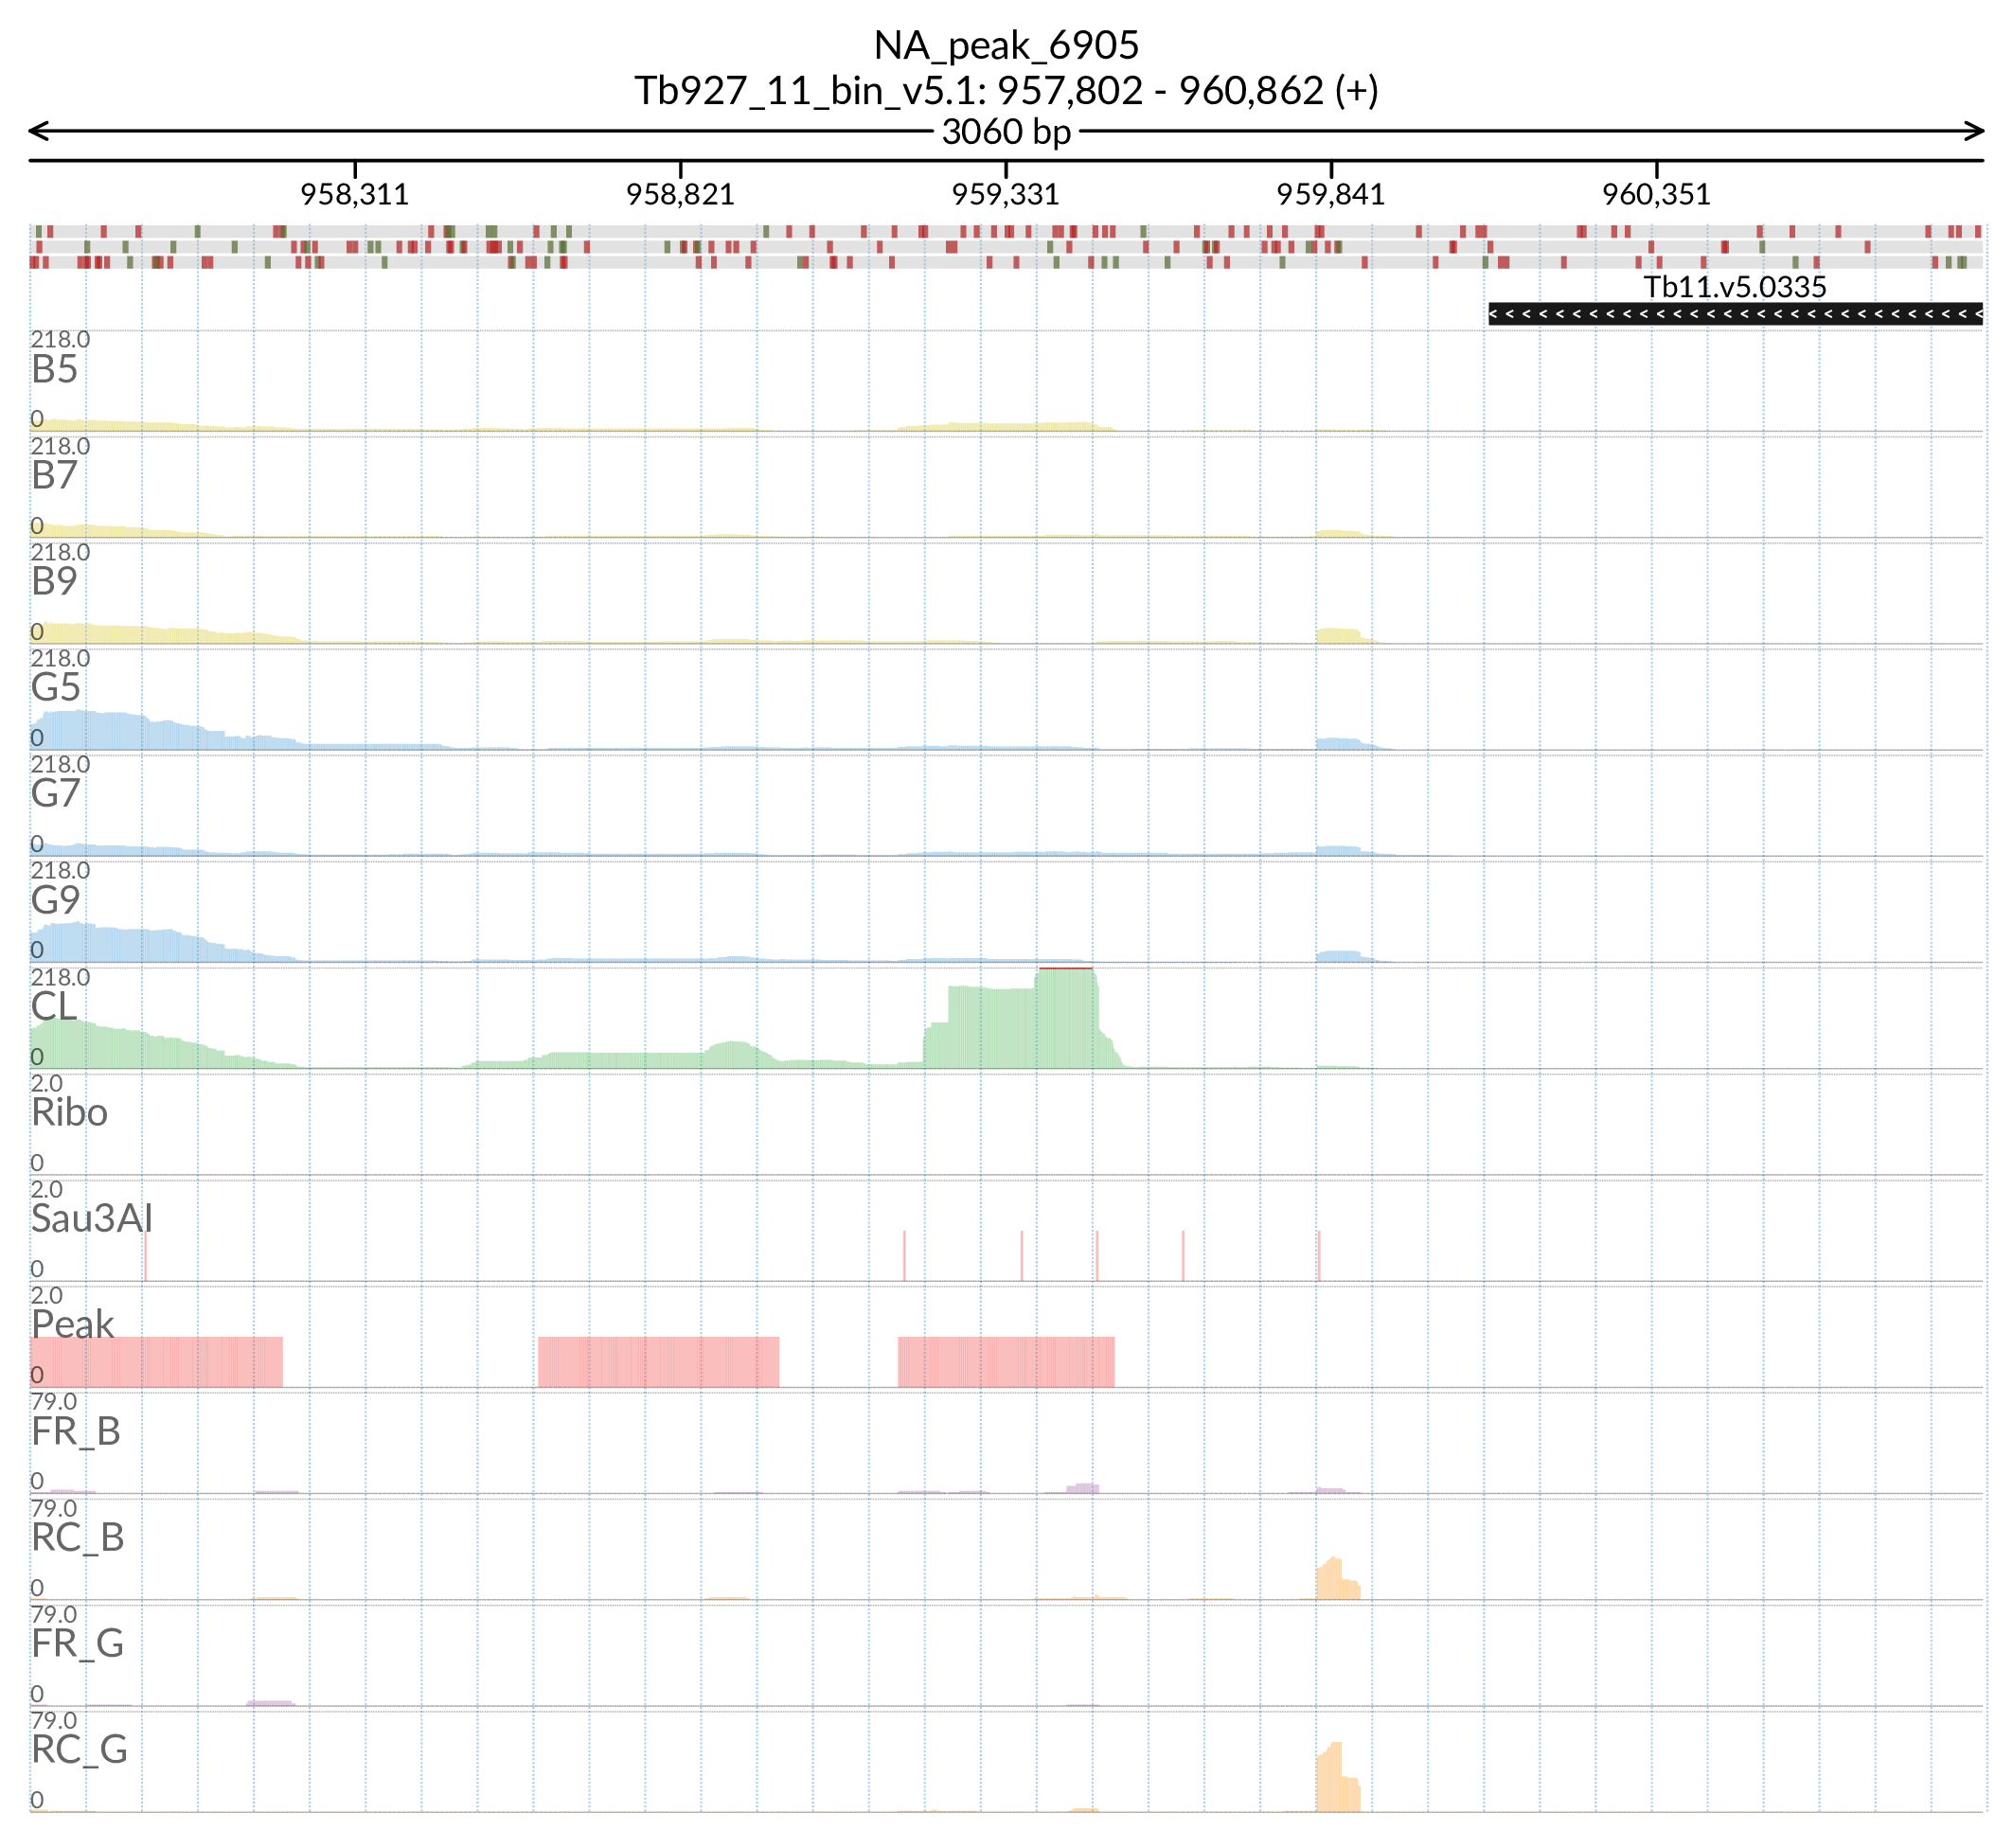 NA_peak_6905
Tb927_11_bin_v5.1: 957,802 - 960,862 (+)
3060 bp
958,311 958,821 959,331 959,841 960,351
Tb11.v5.0335
218.0
B5
0
218.0
B7
0
218.0
B9
0
218.0
G5
0
218.0
G7
0
218.0
G9
0
218.0
CL
0
2.0
Ribo
0
2.0
Sau3AI
0
2.0
Peak
0
79.0
FR_B
0
79.0
RC_B
0
79.0
FR_G
0
79.0
RC_G
0